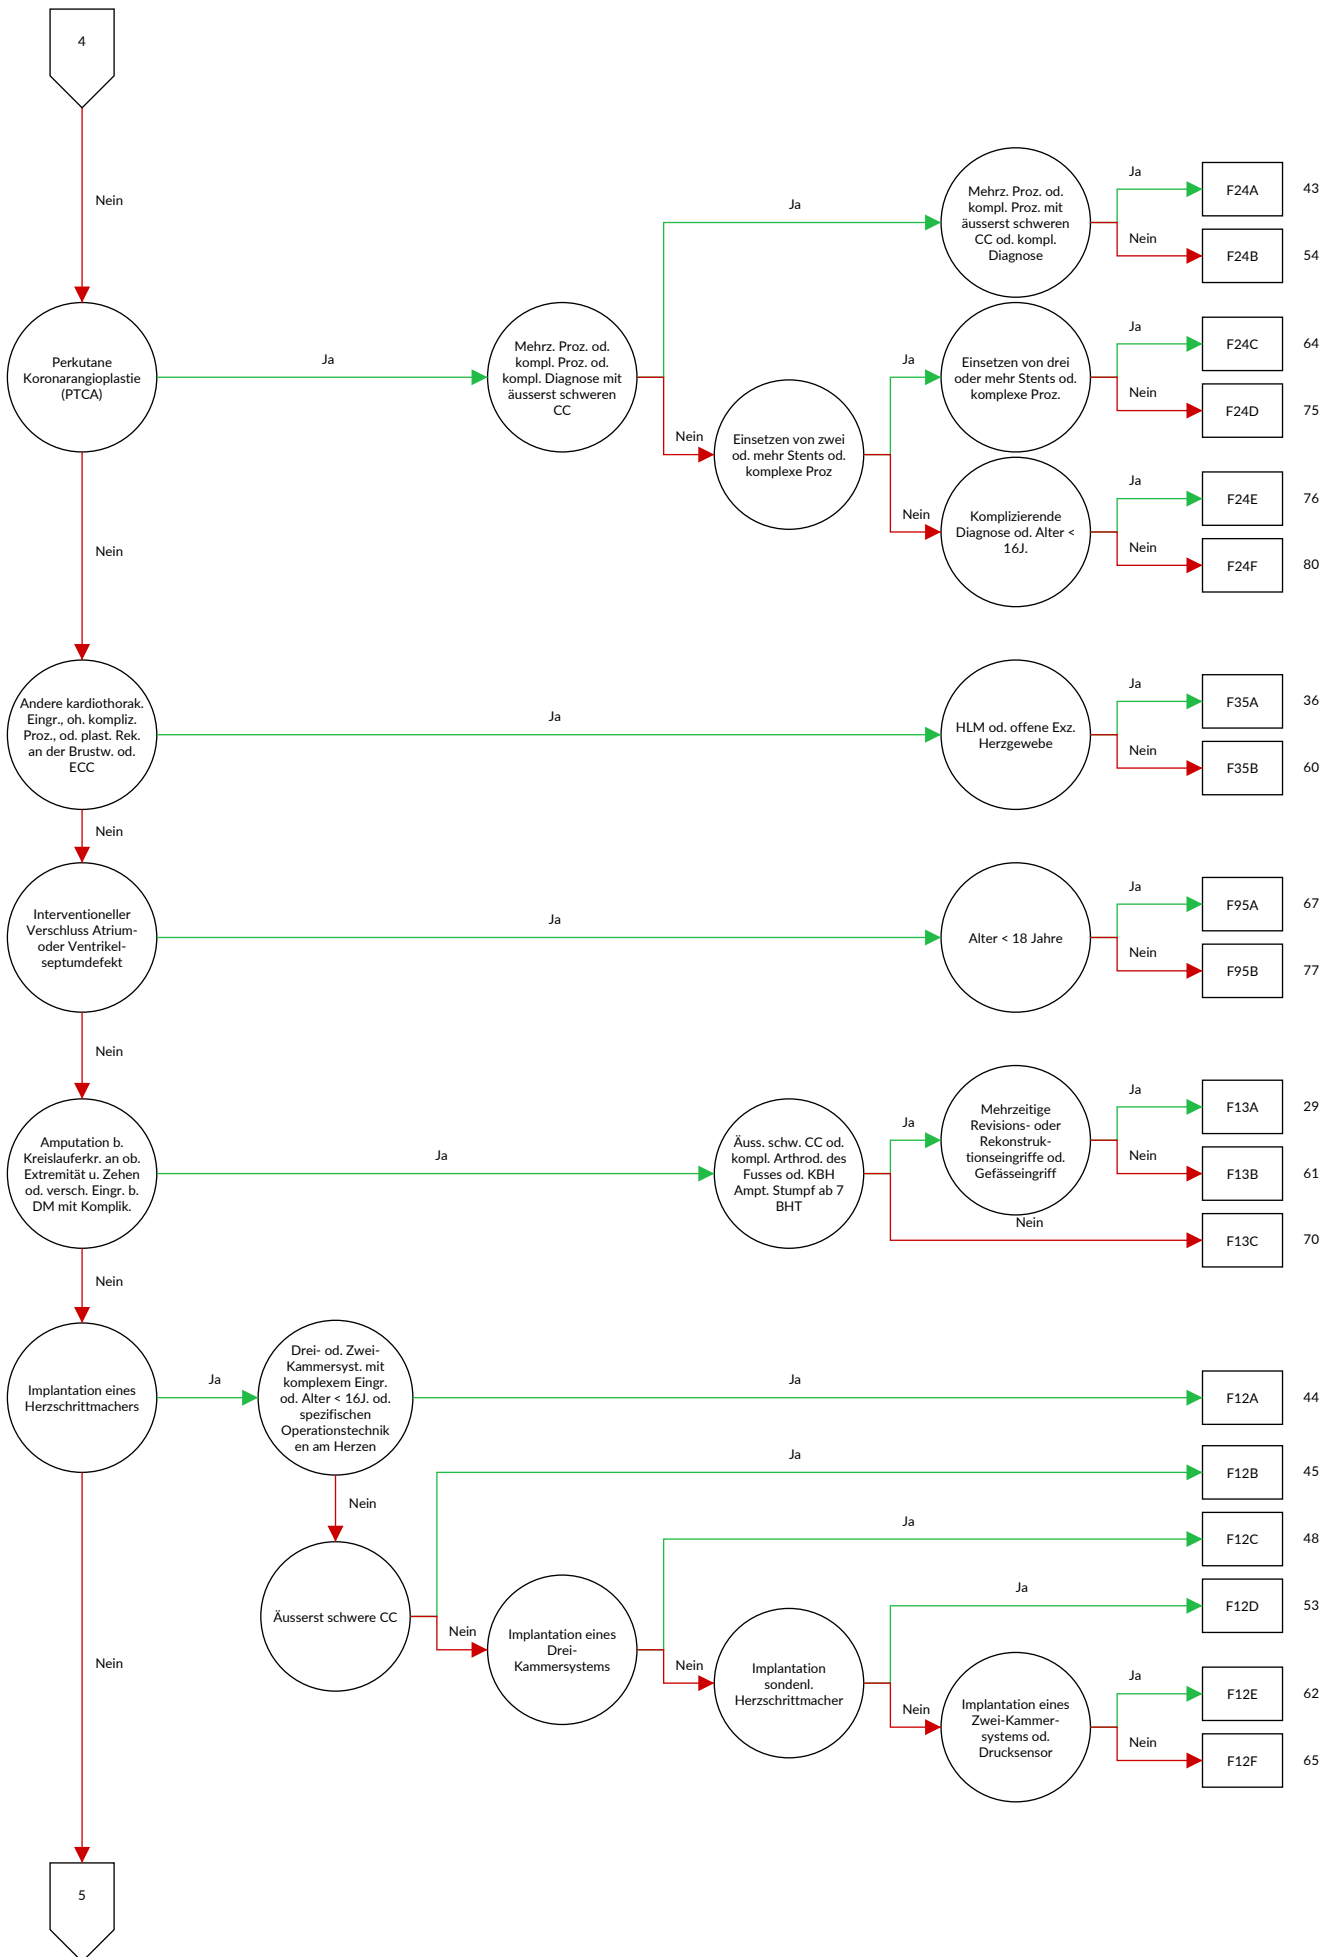 4
Nein
Ja
Mehrz. Proz. od.
kompl. Proz. mit
äusserst schweren
CC od. kompl.
Diagnose
Ja
F24A
43
Nein
F24B
54
Perkutane
Koronarangioplastie
(PTCA)
Ja
Mehrz. Proz. od.
kompl. Proz. od.
kompl. Diagnose mit
äusserst schweren
CC
Nein
Einsetzen von zwei
od. mehr Stents od.
komplexe Proz
Ja
Einsetzen von drei
oder mehr Stents od.
komplexe Proz.
Ja
F24C
64
Nein
F24D
75
Nein
Komplizierende
Diagnose od. Alter <
16J.
Ja
F24E
76
Nein
F24F
80
Nein
Andere kardiothorak.
Eingr., oh. kompliz.
Proz., od. plast. Rek.
an der Brustw. od.
ECC
Ja
HLM od. offene Exz.
Herzgewebe
Ja
F35A
36
Nein
F35B
60
Nein
Interventioneller
Verschluss Atrium-
oder Ventrikel-
septumdefekt
Ja
Alter < 18 Jahre
Ja
F95A
67
Nein
F95B
77
Nein
Amputation b.
Kreislauferkr. an ob.
Extremität u. Zehen
od. versch. Eingr. b.
DM mit Komplik.
Ja
Äuss. schw. CC od.
kompl. Arthrod. des
Fusses od. KBH
Ampt. Stumpf ab 7
BHT
Ja
Mehrzeitige
Revisions- oder
Rekonstruk-
tionseingriffe od.
Gefässeingriff
Ja
F13A
29
Nein
F13B
61
Nein
F13C
70
Nein
Implantation eines
Herzschrittmachers
Ja
Drei- od. Zwei-
Kammersyst. mit
komplexem Eingr.
od. Alter < 16J. od.
spezifischen
Operationstechnik
en am Herzen
Ja
F12A
44
Nein
Äusserst schwere CC
Ja
F12B
45
Nein
Implantation eines
Drei-
Kammersystems
Ja
F12C
48
Nein
Implantation
sondenl.
Herzschrittmacher
Ja
F12D
53
Nein
Implantation eines
Zwei-Kammer-
systems od.
Drucksensor
Ja
F12E
62
Nein
F12F
65
Nein
5